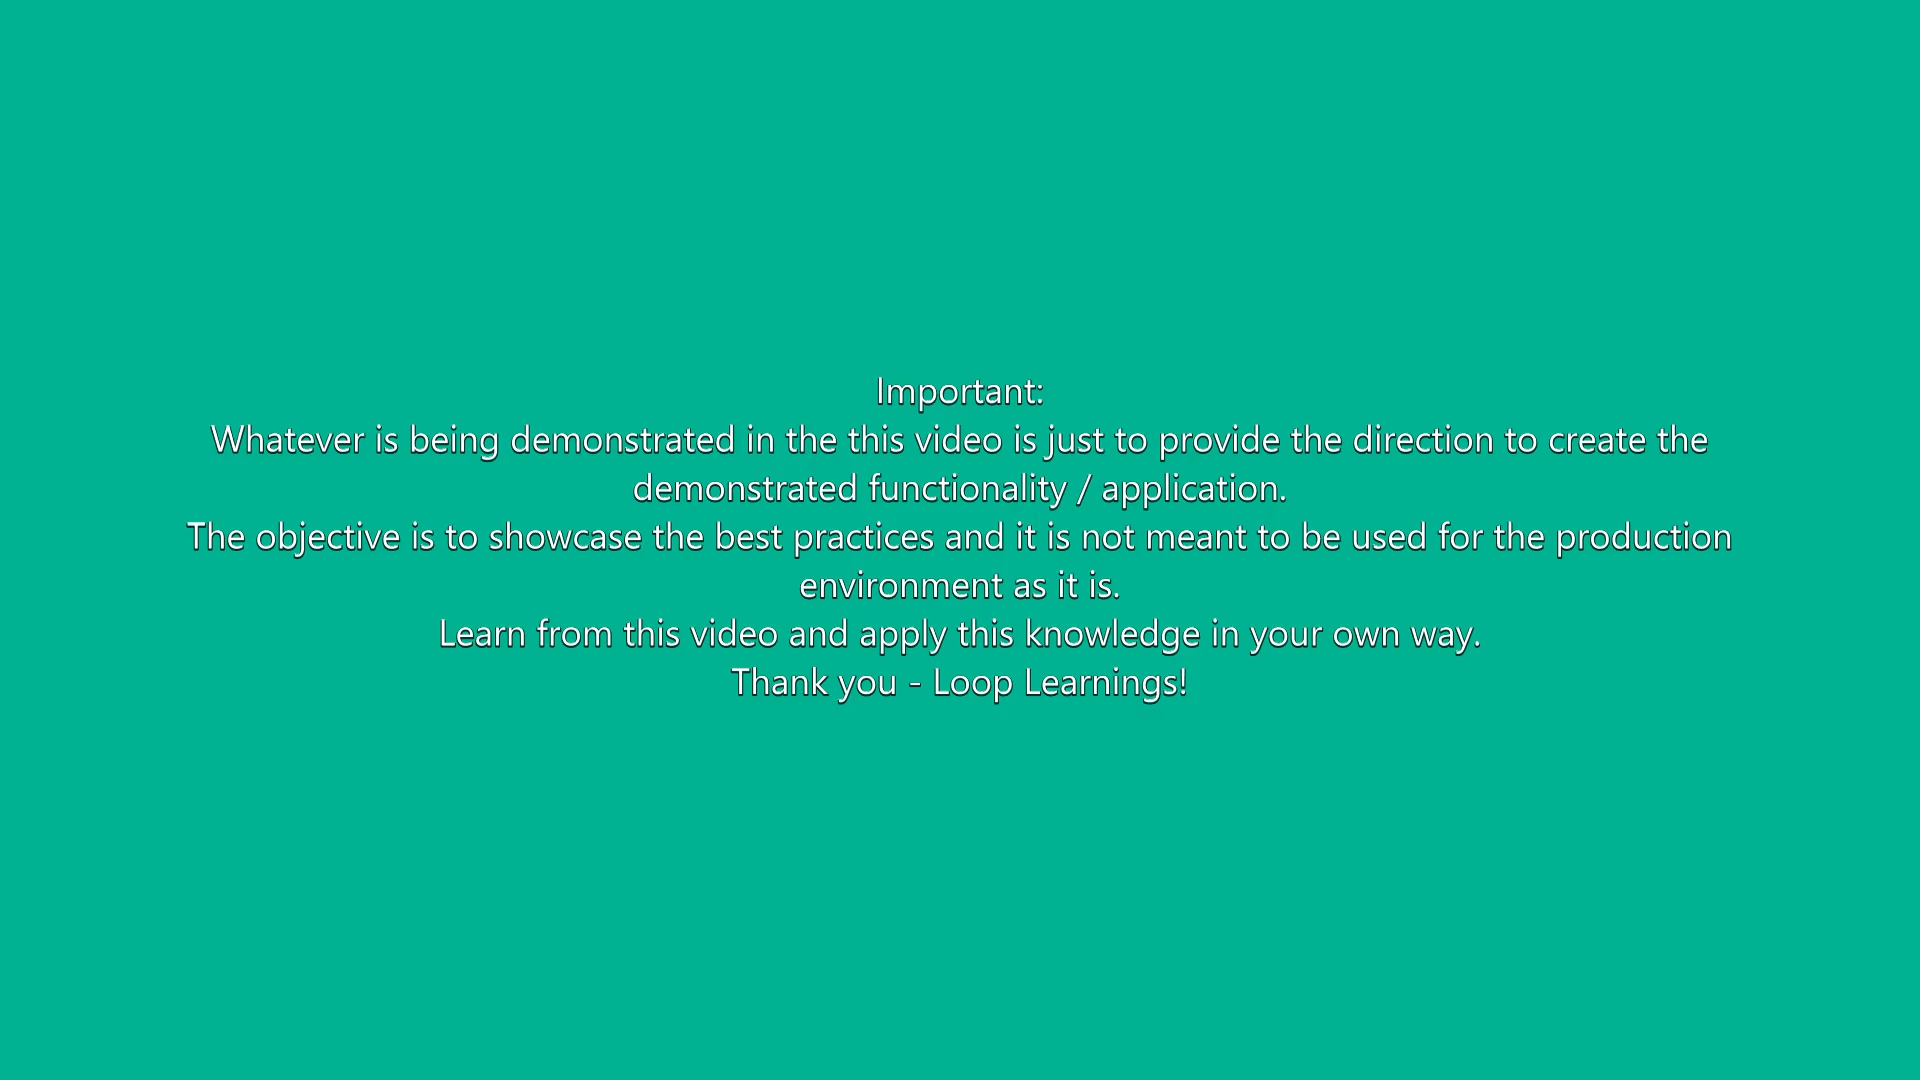 Important:
Whatever is being demonstrated in the this video is just to provide the direction to create the
demonstrated functionality / application.
The objective is to showcase the best practices and it is not meant to be used for the production
environment as it is.
Learn from this video and apply this knowledge in your own way.
Thank you - Loop Learnings!